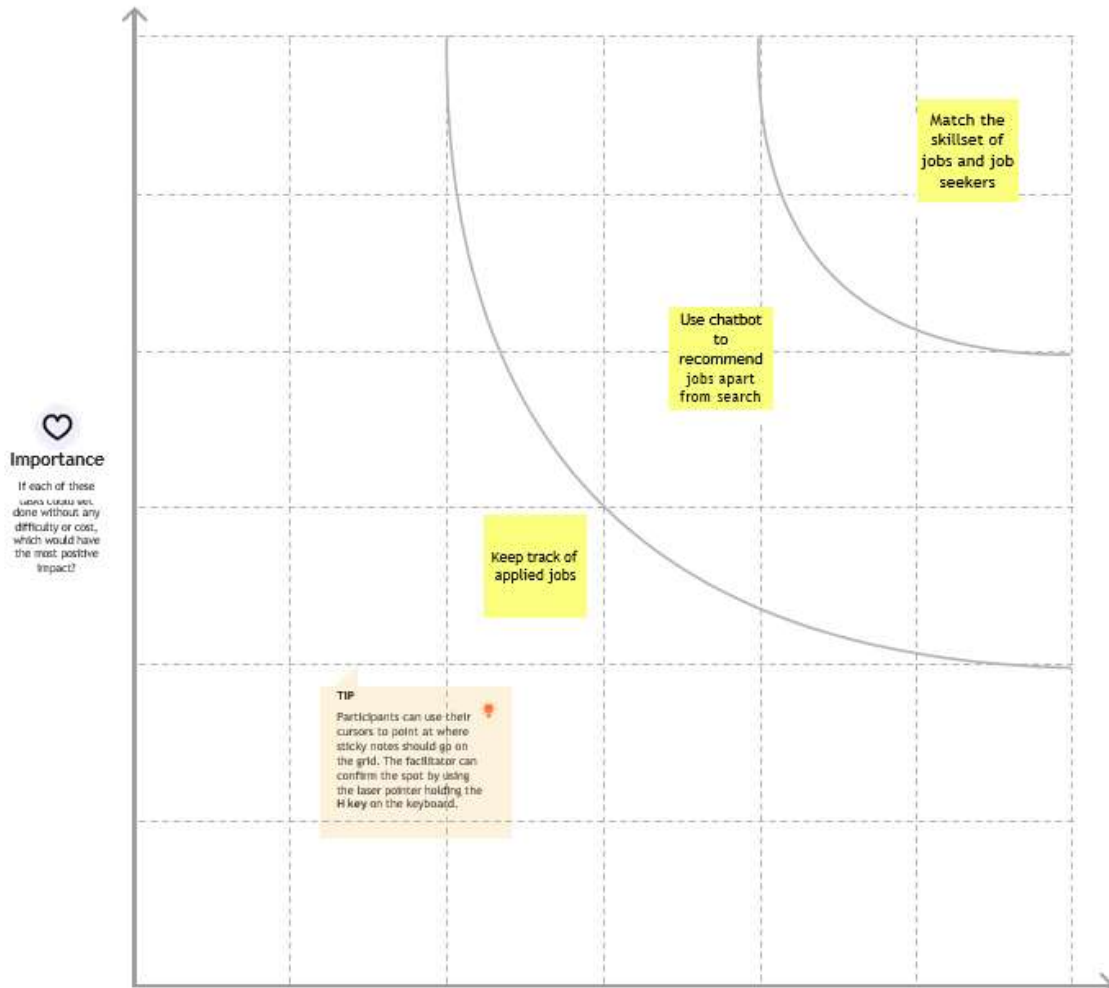 Match the
skillset of
jobs and job
seekers
Use chatbot
to
recommend
jobs apart
from search
Importance
If each of these
done without any
difficulty or cost,
which would have
the most positive
impact?
Keep track of
applied jobs
TIP
Participants can use their
cursors to point at where
sticky notes should go on
the grid. The facilitator can
confirm the spot by using
the laser pointer holding the
H key on the keyboard.